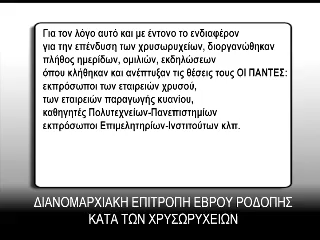 Για τον λόγο αυτό και με έντονο το ενδιαφέρον
για την επένδυση των χρυσωρυχείων, διοργανώθηκαν
πλήθος ημερίδων, ομιλιών, εκδηλώσεων
όπου κλήθηκαν και ανέπτυξαν τις θέσεις τους ΟΙ ΠΑΝΤΕΣ:
εκπρόσωποι των εταιρειών χρυσού,
των εταιρειών παραγωγής κυανίου,
καθηγητές Πολυτεχνείων-Πανεπιστημίων
εκπρόσωποι Επιμελητηρίων-Ινστιτούτων κλπ.
ΔΙΑΝΟΜΑΡΧΙΑΚΗ ΕΠΙΤΡΟΠΗ ΕΒΡΟΥ ΡΟΔΟΠΗΣ
ΚΑΤΑ ΤΩΝ ΧΡΥΣΩΡΥΧΕΙΩΝ